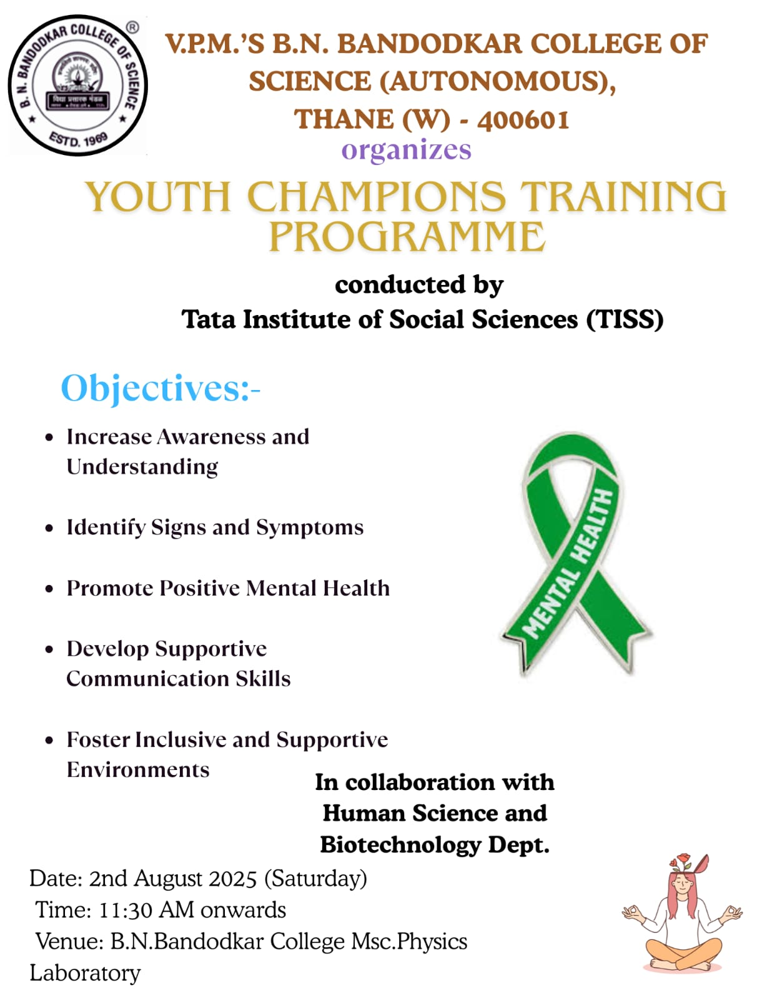 B. N. BANDODKAR COLLEGE OF SCIENCE
®
विद्या प्रसारक मंडळ
ESTD. 1969
V.P.M.’S B.N. BANDODKAR COLLEGE OF
SCIENCE (AUTONOMOUS),
THANE (W) - 400601
organizes
YOUTH CHAMPIONS TRAINING
PROGRAMME
conducted by
Tata Institute of Social Sciences (TISS)
Objectives:-
• Increase Awareness and
Understanding
• Identify Signs and Symptoms
• Promote Positive Mental Health
• Develop Supportive
Communication Skills
• Foster Inclusive and Supportive
Environments
MENTAL HEALTH
In collaboration with
Human Science and
Biotechnology Dept.
Date: 2nd August 2025 (Saturday)
Time: 11:30 AM onwards
Venue: B.N.Bandodkar College Msc.Physics
Laboratory